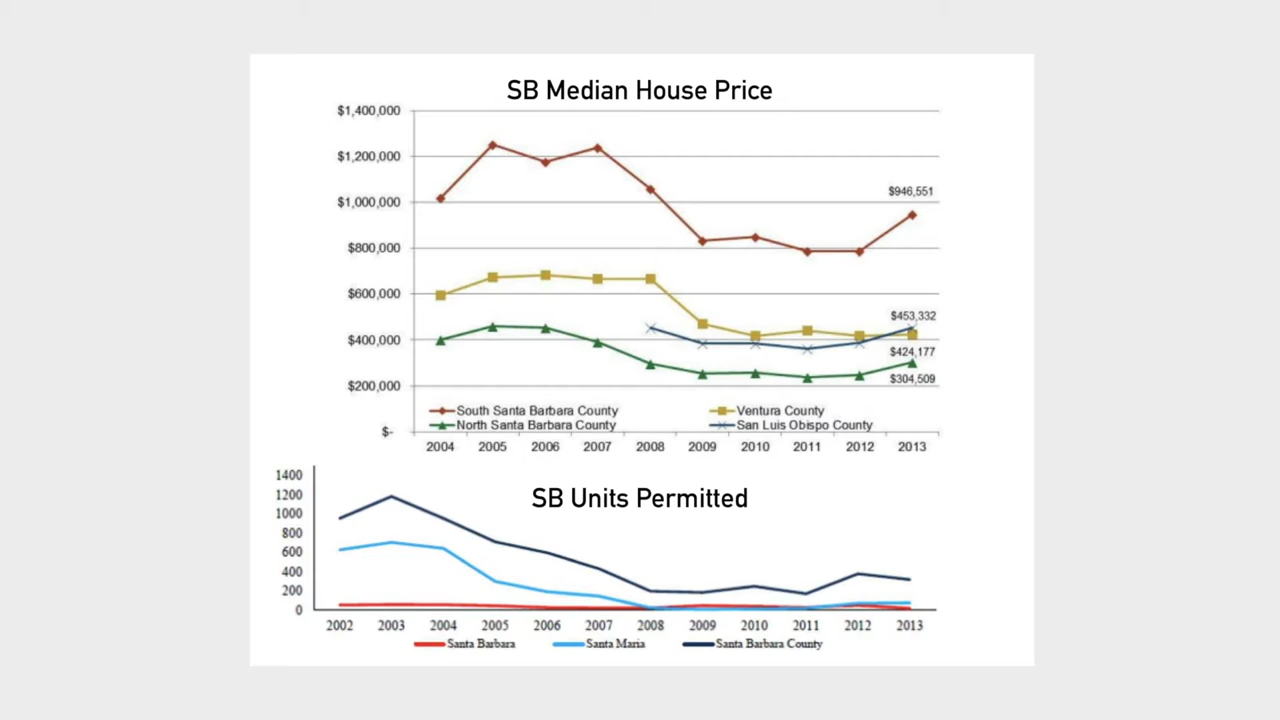 SB Median House Price
$1,400,000
$1,200,000
$1,000,000
$946,551
$800,000
$600,000
$453,332
$400,000
$424,177
$304,509
$200,000
South Santa Barbara County Ventura County
North Santa Barbara County San Luis Obispo County
$-
2004 2005 2006 2007 2008 2009 2010 2011 2012 2013
SB Units Permitted
1400
1200
1000
800
600
400
200
0
2002 2003 2004 2005 2006 2007 2008 2009 2010 2011 2012 2013
Santa Barbara Santa Maria Santa Barbara County